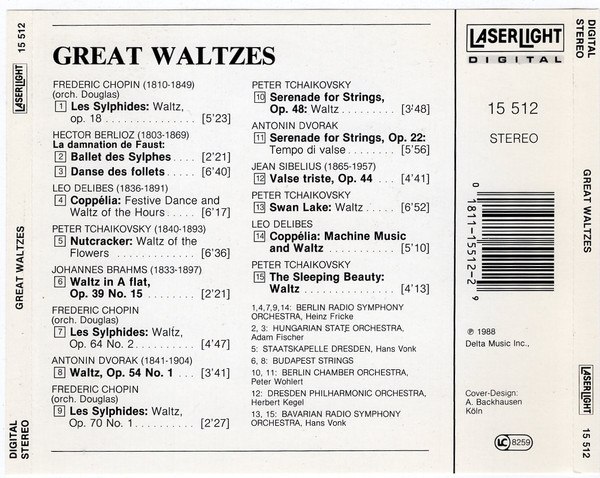 15 512
LASERLIGHT
GREAT WALTZES
DIGITAL
STEREO
GREAT WALTZES
FREDERIC CHOPIN (1810-1849)
(orch. Douglas)
1 Les Sylphides: Waltz,
op. 18 . . . . . . . . . . . . . . . . [5'23]
HECTOR BERLIOZ (1803-1869)
La damnation de Faust:
2 Ballet des Sylphes . . . . [2'21]
3 Danse des follets . . . . . [6'40]
LEO DELIBES (1836-1891)
4 Coppélia: Festive Dance and
Waltz of the Hours . . . . . [6'17]
PETER TCHAIKOVSKY (1840-1893)
5 Nutcracker: Waltz of the
Flowers . . . . . . . . . . . . . [6'36]
JOHANNES BRAHMS (1833-1897)
6 Waltz in A flat,
Op. 39 No. 15 . . . . . . . . [2'21]
FREDERIC CHOPIN
(orch. Douglas)
7 Les Sylphides: Waltz,
Op. 64 No. 2 . . . . . . . . . . [4'47]
ANTONIN DVORAK (1841-1904)
8 Waltz, Op. 54 No. 1 . . . [3'41]
FREDERIC CHOPIN
(orch. Douglas)
9 Les Sylphides: Waltz,
Op. 70 No. 1 . . . . . . . . . . [2'27]
PETER TCHAIKOVSKY
10 Serenade for Strings,
Op. 48: Waltz . . . . . . . . . [3'48]
ANTONIN DVORAK
11 Serenade for Strings, Op. 22:
Tempo di valse . . . . . . . . [5'56]
JEAN SIBELIUS (1865-1957)
12 Valse triste, Op. 44 . . . [4'41]
PETER TCHAIKOVSKY
13 Swan Lake: Waltz . . . . . [6'52]
LEO DELIBES
14 Coppélia: Machine Music
and Waltz . . . . . . . . . . . [5'10]
PETER TCHAIKOVSKY
15 The Sleeping Beauty:
Waltz . . . . . . . . . . . . . . . [4'13]
1,4,7,9,14: BERLIN RADIO SYMPHONY
ORCHESTRA, Heinz Fricke
2, 3: HUNGARIAN STATE ORCHESTRA,
Adam Fischer
5: STAATSKAPELLE DRESDEN, Hans Vonk
6, 8: BUDAPEST STRINGS
10, 11: BERLIN CHAMBER ORCHESTRA,
Peter Wohlert
12: DRESDEN PHILHARMONIC ORCHESTRA,
Herbert Kegel
13, 15: BAVARIAN RADIO SYMPHONY
ORCHESTRA, Hans Vonk
LASERLIGHT
DIGITAL
15 512
STEREO
0 1811-15512-2 9
℗ 1988
Delta Music Inc.,
Cover-Design:
A. Backhausen
Köln
LC 8259
DIGITAL
STEREO
GREAT WALTZES
LASERLIGHT
15 512